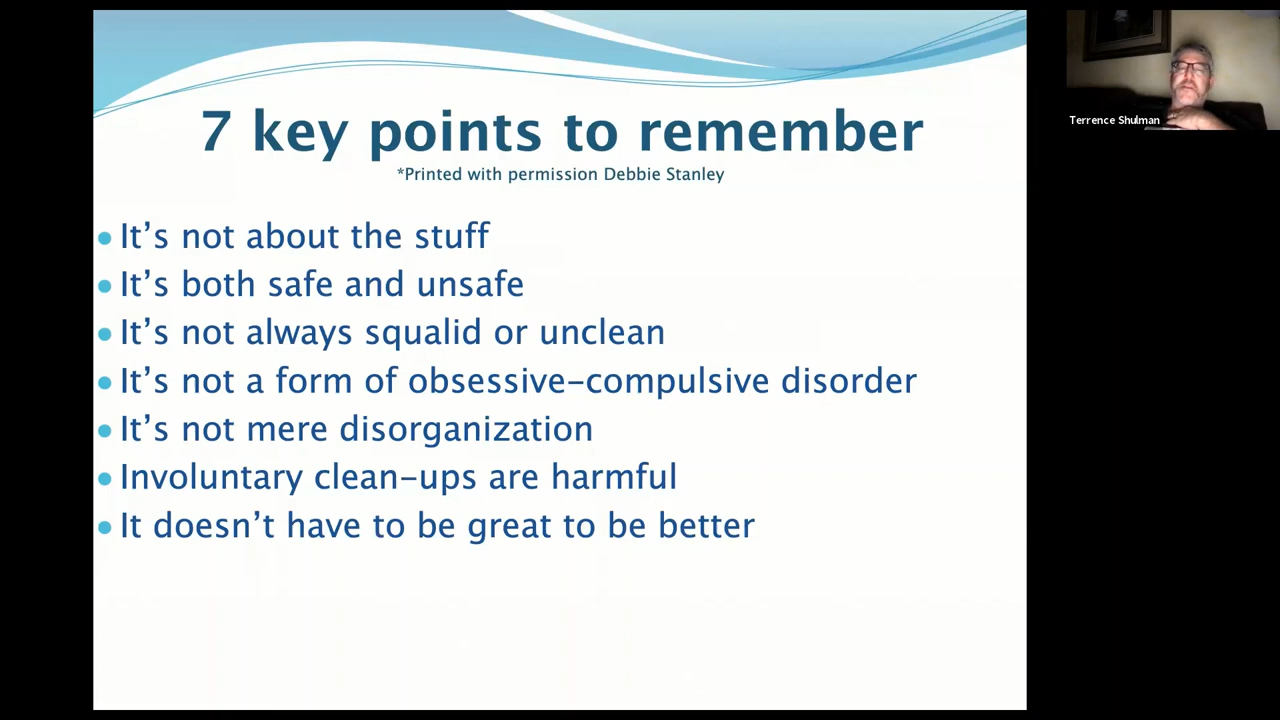 7 key points to remember
*Printed with permission Debbie Stanley
• It’s not about the stuff
• It’s both safe and unsafe
• It’s not always squalid or unclean
• It’s not a form of obsessive-compulsive disorder
• It’s not mere disorganization
• Involuntary clean-ups are harmful
• It doesn’t have to be great to be better
Terrence Shulman